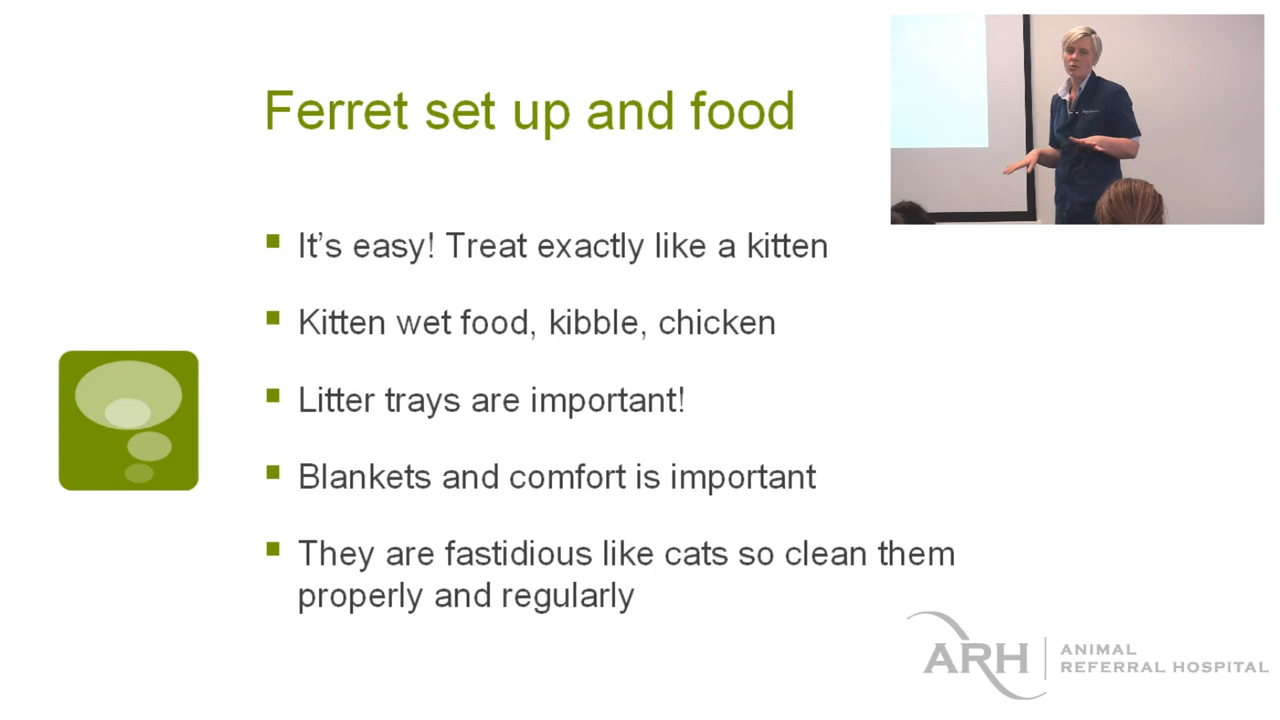 Ferret set up and food
It's easy! Treat exactly like a kitten
Kitten wet food, kibble, chicken
Litter trays are important!
Blankets and comfort is important
They are fastidious like cats so clean them
properly and regularly
ARH
ANIMAL
REFERRAL HOSPITAL